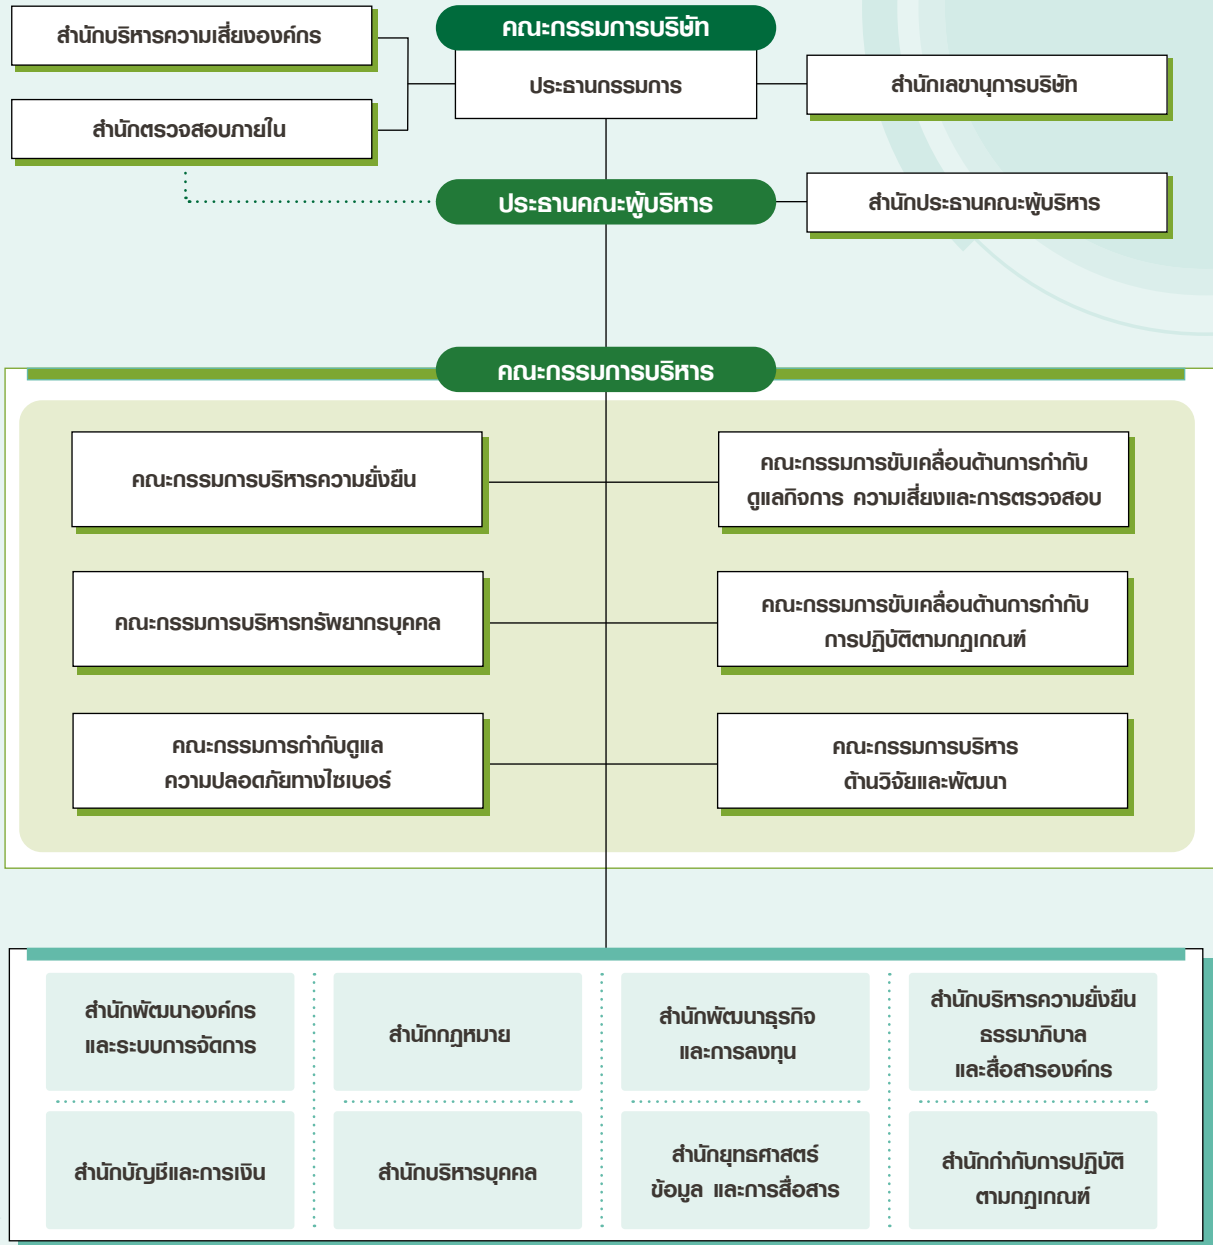 คณะกรรมการบริษัท
ประธานกรรมการ
สำนักบริหารความเสี่ยงองค์กร
สำนักตรวจสอบภายใน
สำนักเลขานุการบริษัท
ประธานคณะผู้บริหาร
สำนักประธานคณะผู้บริหาร
คณะกรรมการบริหาร
คณะกรรมการบริหารความยั่งยืน
คณะกรรมการขับเคลื่อนด้านการกำกับ
ดูแลกิจการ ความเสี่ยงและการตรวจสอบ
คณะกรรมการบริหารทรัพยากรบุคคล
คณะกรรมการขับเคลื่อนด้านการกำกับ
การปฏิบัติตามกฎเกณฑ์
คณะกรรมการกำกับดูแล
ความปลอดภัยทางไซเบอร์
คณะกรรมการบริหาร
ด้านวิจัยและพัฒนา
สำนักพัฒนาองค์กร
และระบบการจัดการ
สำนักกฎหมาย
สำนักพัฒนาธุรกิจ
และการลงทุน
สำนักบริหารความยั่งยืน
ธรรมาภิบาล
และสื่อสารองค์กร
สำนักบัญชีและการเงิน
สำนักบริหารบุคคล
สำนักยุทธศาสตร์
ข้อมูล และการสื่อสาร
สำนักกำกับการปฏิบัติ
ตามกฎเกณฑ์